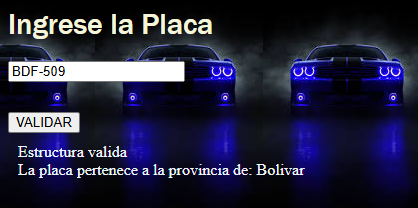 Ingrese la Placa
BDF-509
VALIDAR
Estructura valida
La placa pertenece a la provincia de: Bolivar